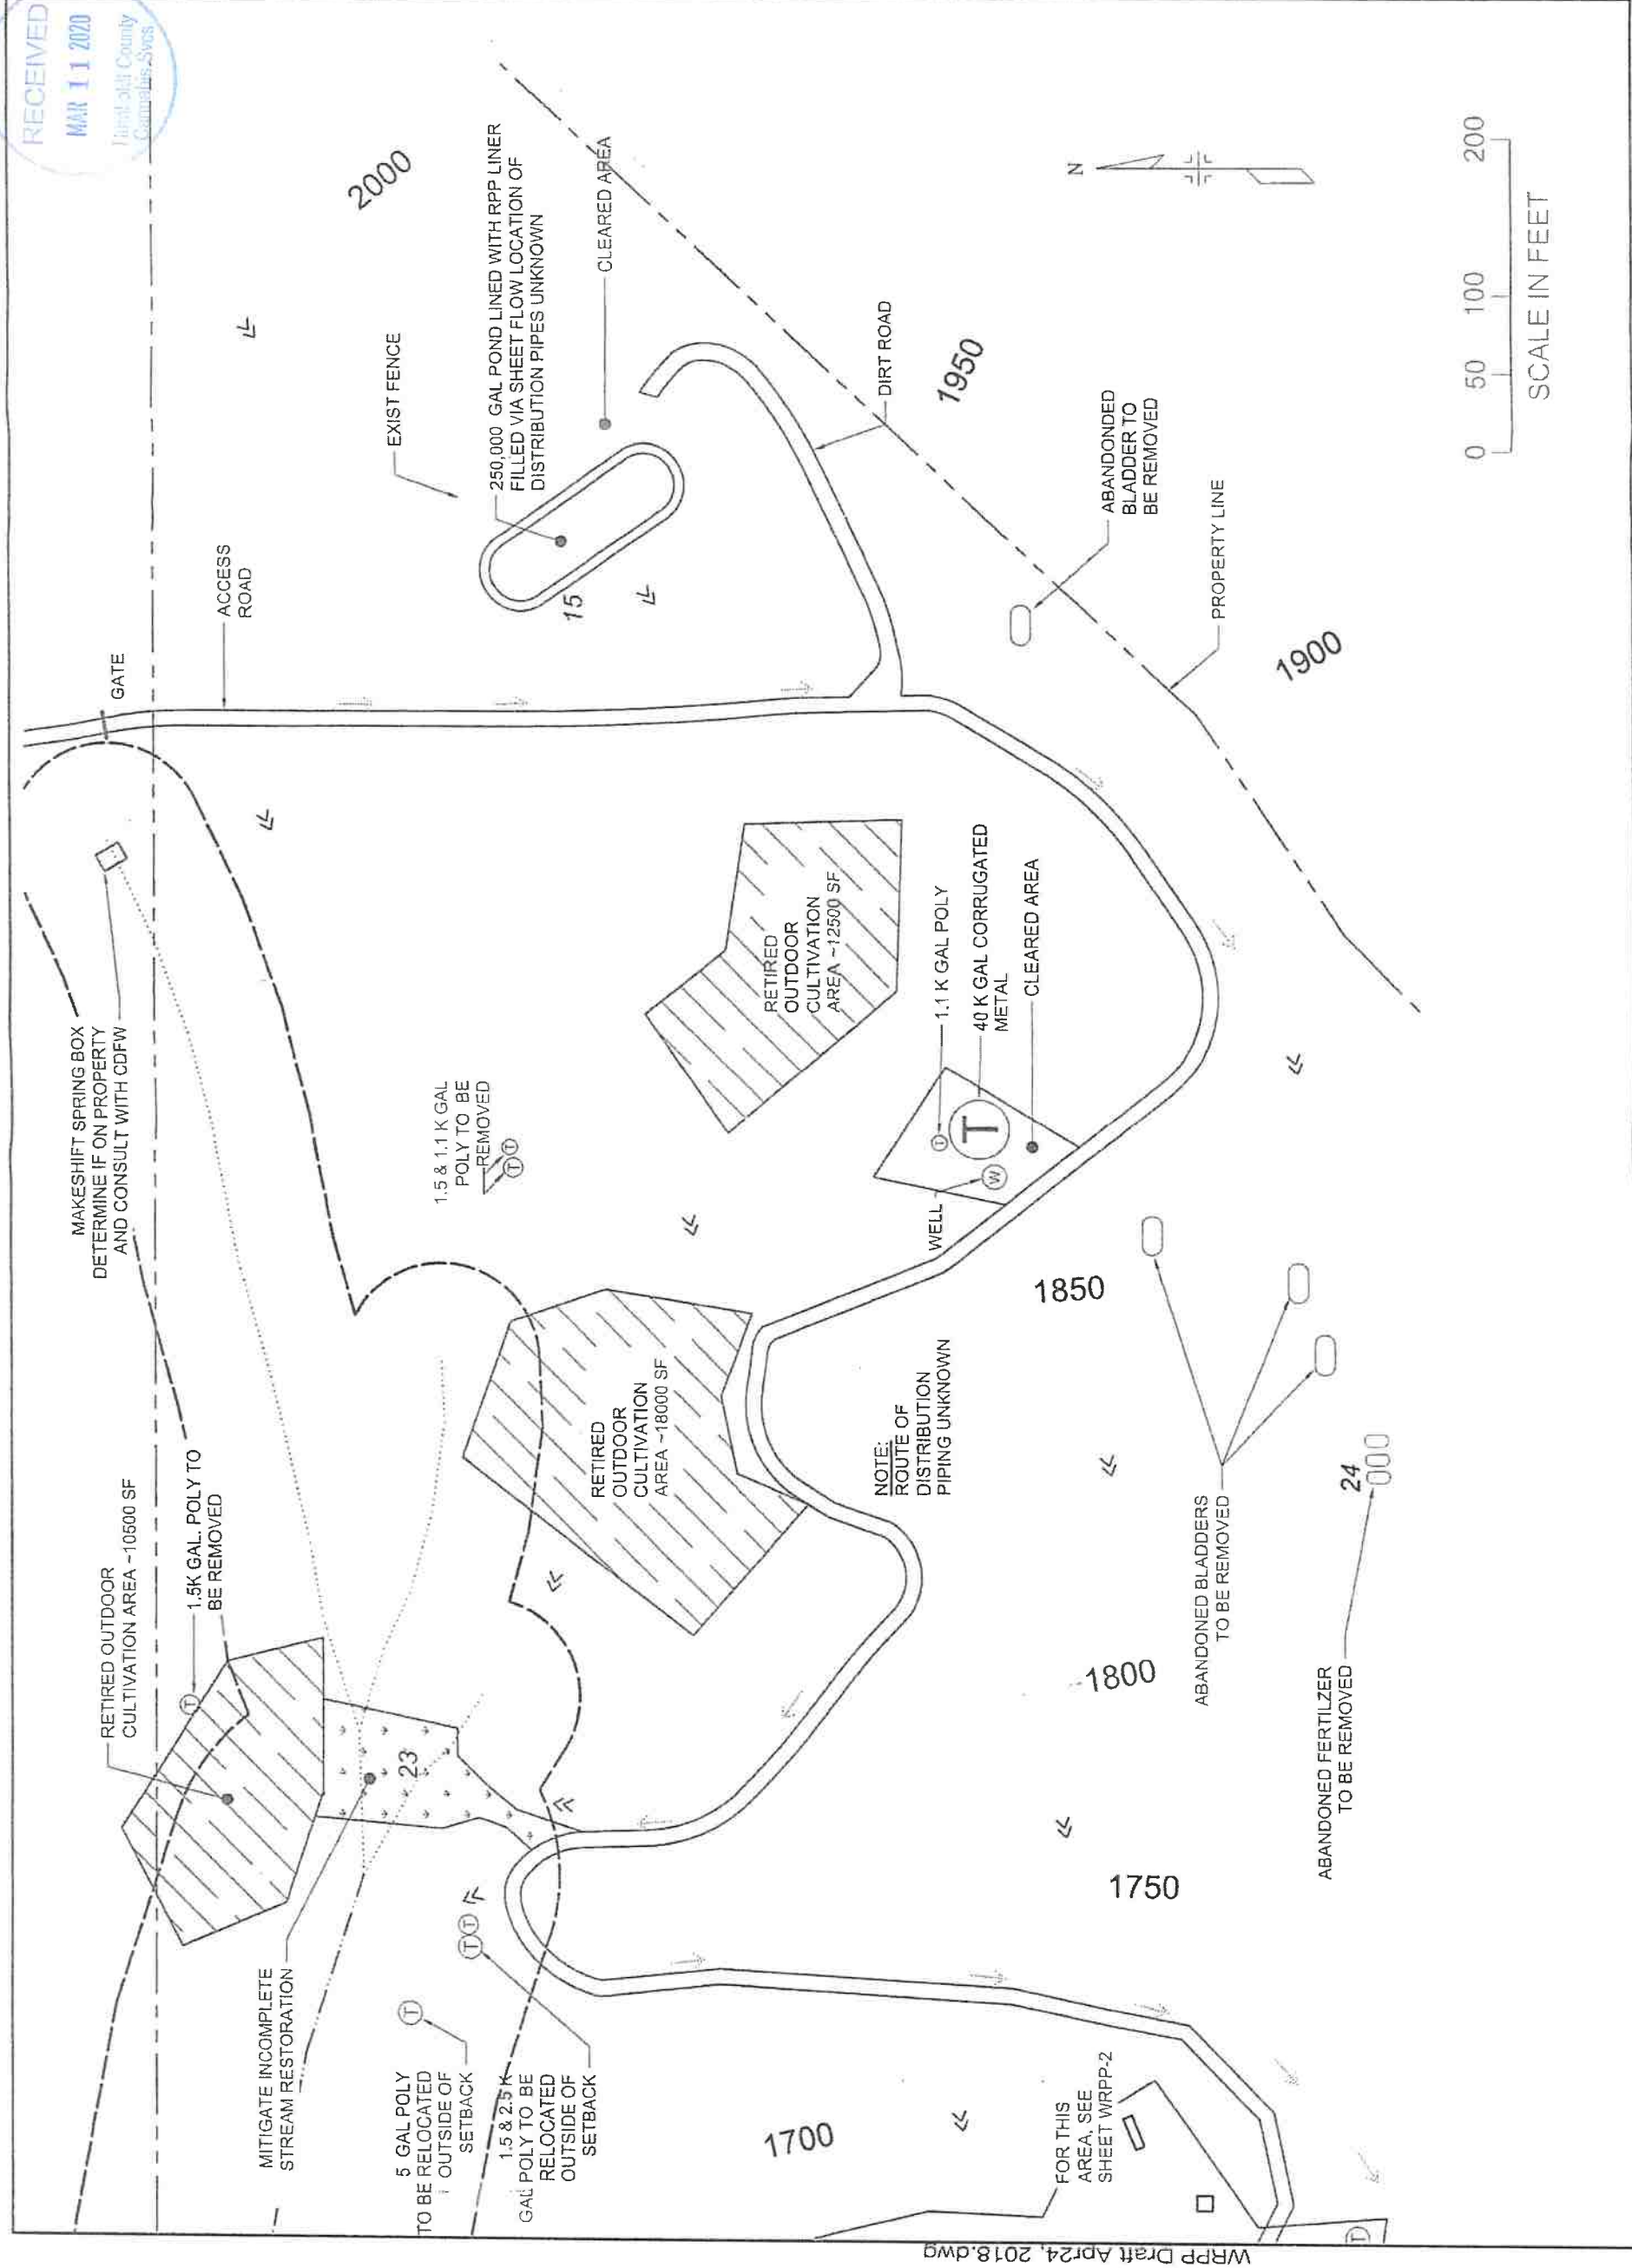 RECEIVED
MAR 11 2020
Humboldt County
Cannabis Svcs
MAKESHIFT SPRING BOX
DETERMINE IF ON PROPERTY
AND CONSULT WITH CDFW
GATE
ACCESS
ROAD
2000
RETIRED OUTDOOR
CULTIVATION AREA ~10500 SF
1.5K GAL. POLY TO
BE REMOVED
T
EXIST FENCE
250,000 GAL POND LINED WITH RPP LINER
FILLED VIA SHEET FLOW LOCATION OF
DISTRIBUTION PIPES UNKNOWN
15
CLEARED AREA
MITIGATE INCOMPLETE
STREAM RESTORATION
23
1.5 & 1.1 K GAL
POLY TO BE
REMOVED
T T
5 GAL POLY
TO BE RELOCATED
OUTSIDE OF
SETBACK
T
1.5 & 2.5 K
GAL POLY TO BE
RELOCATED
OUTSIDE OF
SETBACK
T T
RETIRED
OUTDOOR
CULTIVATION
AREA ~18000 SF
RETIRED
OUTDOOR
CULTIVATION
AREA ~12500 SF
DIRT ROAD
1950
1700
NOTE:
ROUTE OF
DISTRIBUTION
PIPING UNKNOWN
WELL
W
T
T
1.1 K GAL POLY
40 K GAL CORRUGATED
METAL
CLEARED AREA
N
FOR THIS
AREA, SEE
SHEET WRPP-2
1750
1800
1850
ABANDONED
BLADDER TO
BE REMOVED
ABANDONED BLADDERS
TO BE REMOVED
PROPERTY LINE
1900
ABANDONED FERTILZER
TO BE REMOVED
24
T
0 50 100 200
SCALE IN FEET
WRPP Draft Apr24, 2018.dwg